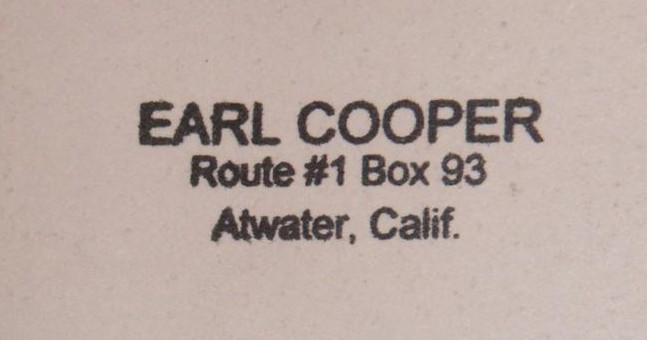 EARL COOPER
Route #1 Box 93
Atwater, Calif.